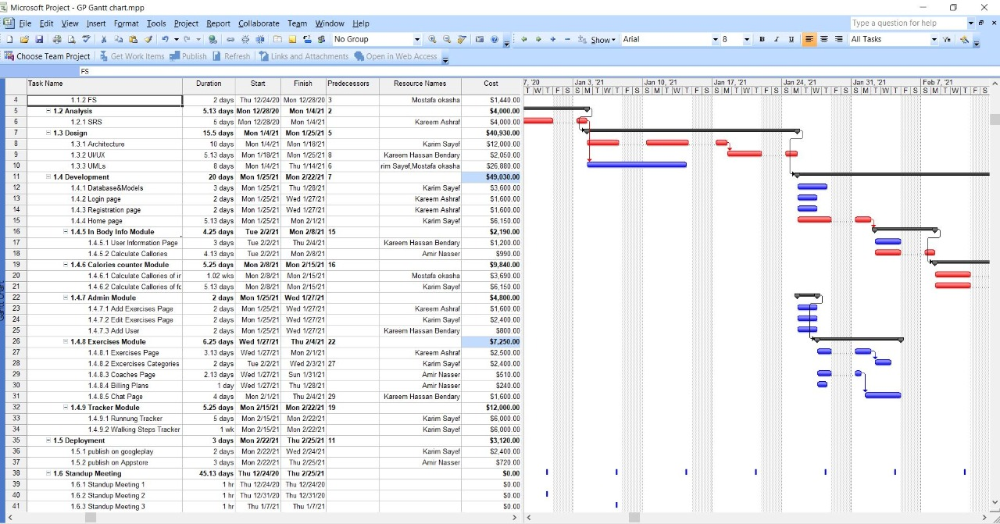 Microsoft Project - GP Gantt chart.mpp
File Edit View Insert Format Tools Project Report Collaborate Team Window Help Type a question for help
No Group Show Arial 8 B I U All Tasks
Choose Team Project Get Work Items Publish Refresh Links and Attachments Open in Web Access
FS
Task Name Duration Start Finish Predecessors Resource Names Cost
7, '20 Jan 3, '21 Jan 10, '21 Jan 17, '21 Jan 24, '21 Jan 31, '21 Feb 7, '21
T W T F S S M T W T F S S M T W T F S S M T W T F S S M T W T F S S M T W T F S S M T W T F S
4 1.1.2 FS 2 days Thu 12/24/20 Mon 12/28/20 3 Mostafa okasha $1,440.00
5 1.2 Analysis 5.13 days Mon 12/28/20 Mon 1/4/21 2 $4,000.00
6 1.2.1 SRS 5 days Mon 12/28/20 Mon 1/4/21 Kareem Ashraf $4,000.00
7 1.3 Design 15.5 days Mon 1/4/21 Mon 1/25/21 5 $40,930.00
8 1.3.1 Architecture 10 days Mon 1/4/21 Mon 1/18/21 Karim Sayef $12,000.00
9 1.3.2 UI/UX 5.13 days Mon 1/18/21 Mon 1/25/21 8 Kareem Hassan Bendary $2,050.00
10 1.3.3 UMLs 8 days Mon 1/4/21 Thu 1/14/21 6 rim Sayef,Mostafa okasha $26,880.00
11 1.4 Development 20 days Mon 1/25/21 Mon 2/22/21 7 $49,030.00
12 1.4.1 Database&Models 3 days Mon 1/25/21 Thu 1/28/21 Karim Sayef $3,600.00
13 1.4.2 Login page 2 days Mon 1/25/21 Wed 1/27/21 Kareem Ashraf $1,600.00
14 1.4.3 Registration page 2 days Mon 1/25/21 Wed 1/27/21 Kareem Ashraf $1,600.00
15 1.4.4 Home page 5.13 days Mon 1/25/21 Mon 2/1/21 Karim Sayef $6,150.00
16 1.4.5 In Body Info Module 4.25 days Tue 2/2/21 Mon 2/8/21 15 $2,190.00
17 1.4.5.1 User Information Page 3 days Tue 2/2/21 Thu 2/4/21 Kareem Hassan Bendary $1,200.00
18 1.4.5.2 Calculate Callories 4.13 days Tue 2/2/21 Mon 2/8/21 Amir Nasser $990.00
19 1.4.6 Calories counter Module 5.25 days Mon 2/8/21 Mon 2/15/21 16 $9,840.00
20 1.4.6.1 Calculate Callories of ir 1.02 wks Mon 2/8/21 Mon 2/15/21 Mostafa okasha $3,690.00
21 1.4.6.2 Calculate Callories of fc 5.13 days Mon 2/8/21 Mon 2/15/21 Karim Sayef $6,150.00
22 1.4.7 Admin Module 2 days Mon 1/25/21 Wed 1/27/21 $4,800.00
23 1.4.7.1 Add Exercises Page 2 days Mon 1/25/21 Wed 1/27/21 Kareem Ashraf $1,600.00
24 1.4.7.2 Edit Exercises Page 2 days Mon 1/25/21 Wed 1/27/21 Karim Sayef $2,400.00
25 1.4.7.3 Add User 2 days Mon 1/25/21 Wed 1/27/21 Kareem Hassan Bendary $800.00
26 1.4.8 Exercises Module 6.25 days Wed 1/27/21 Thu 2/4/21 22 $7,250.00
27 1.4.8.1 Exercises Page 3.13 days Wed 1/27/21 Mon 2/1/21 Kareem Ashraf $2,500.00
28 1.4.8.2 Excercises Categories 2 days Tue 2/2/21 Wed 2/3/21 27 Karim Sayef $2,400.00
29 1.4.8.3 Coaches Page 2.13 days Wed 1/27/21 Sun 1/31/21 Amir Nasser $510.00
30 1.4.8.4 Billing Plans 1 day Wed 1/27/21 Thu 1/28/21 Amir Nasser $240.00
31 1.4.8.5 Chat Page 4 days Mon 2/1/21 Thu 2/4/21 29 Kareem Hassan Bendary $1,600.00
32 1.4.9 Tracker Module 5.25 days Mon 2/15/21 Mon 2/22/21 19 $12,000.00
33 1.4.9.1 Runnung Tracker 5 days Mon 2/15/21 Mon 2/22/21 Karim Sayef $6,000.00
34 1.4.9.2 Walking Steps Tracker 1 wk Mon 2/15/21 Mon 2/22/21 Karim Sayef $6,000.00
35 1.5 Deployment 3 days Mon 2/22/21 Thu 2/25/21 11 $3,120.00
36 1.5.1 publish on googleplay 2 days Mon 2/22/21 Wed 2/24/21 Karim Sayef $2,400.00
37 1.5.2 publish on Appstore 3 days Mon 2/22/21 Thu 2/25/21 Amir Nasser $720.00
38 1.6 Standup Meeting 45.13 days Thu 12/24/20 Thu 2/25/21 $0.00
39 1.6.1 Standup Meeting 1 1 hr Thu 12/24/20 Thu 12/24/20 $0.00
40 1.6.2 Standup Meeting 2 1 hr Thu 12/31/20 Thu 12/31/20 $0.00
41 1.6.3 Standup Meeting 3 1 hr Thu 1/7/21 Thu 1/7/21 $0.00